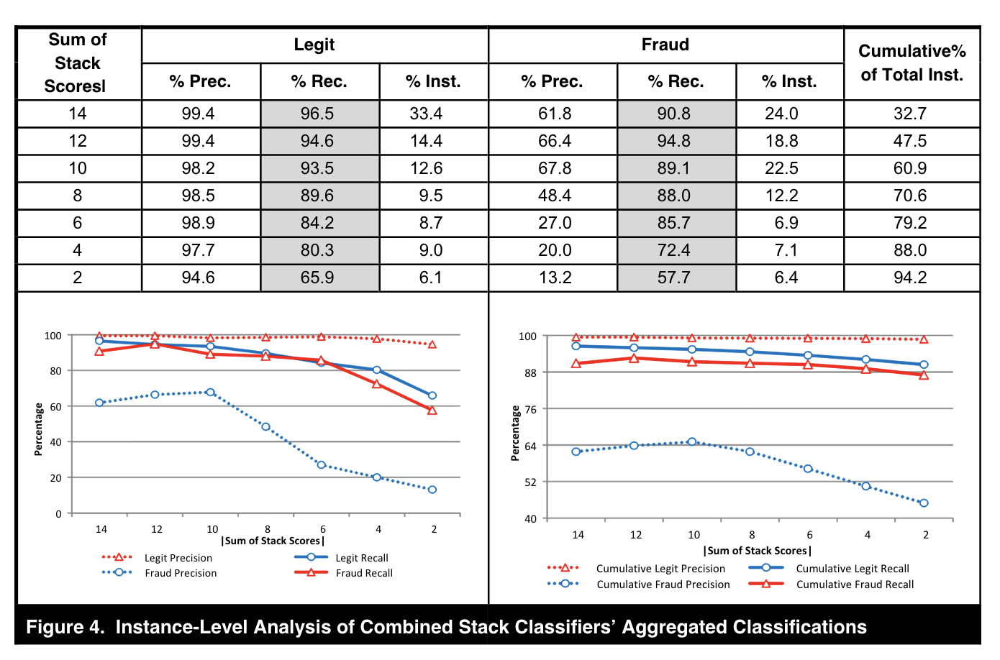 Sum of
Stack
Scoresl
Legit
Fraud
Cumulative%
of Total Inst.
% Prec. % Rec. % Inst. % Prec. % Rec. % Inst.
14 99.4 96.5 33.4 61.8 90.8 24.0 32.7
12 99.4 94.6 14.4 66.4 94.8 18.8 47.5
10 98.2 93.5 12.6 67.8 89.1 22.5 60.9
8 98.5 89.6 9.5 48.4 88.0 12.2 70.6
6 98.9 84.2 8.7 27.0 85.7 6.9 79.2
4 97.7 80.3 9.0 20.0 72.4 7.1 88.0
2 94.6 65.9 6.1 13.2 57.7 6.4 94.2
Percentage
100
80
60
40
20
0
14 12 10 8 6 4 2
|Sum of Stack Scores|
Legit Precision Legit Recall
Fraud Precision Fraud Recall
Percentage
100
88
76
64
52
40
14 12 10 8 6 4 2
|Sum of Stack Scores|
Cumulative Legit Precision Cumulative Legit Recall
Cumulative Fraud Precision Cumulative Fraud Recall
Figure 4. Instance-Level Analysis of Combined Stack Classifiers’ Aggregated Classifications